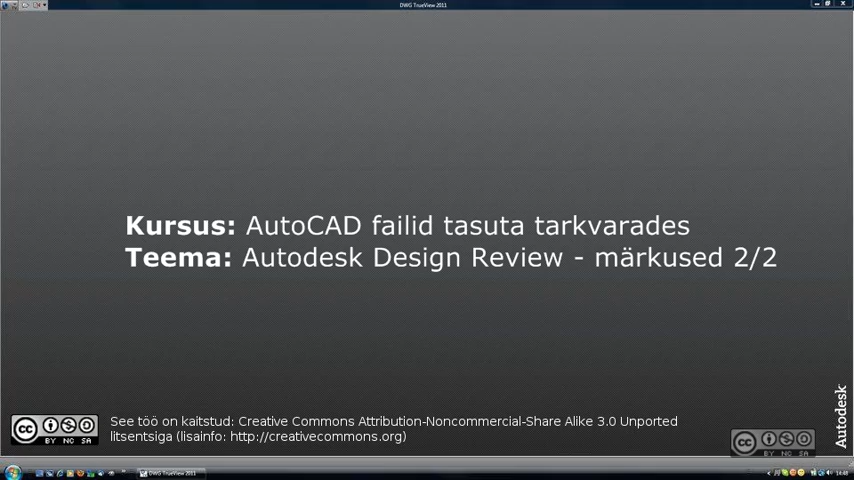 DWG TrueView 2011
Kursus: AutoCAD failid tasuta tarkvarades
Teema: Autodesk Design Review - märkused 2/2
Autodesk
See töö on kaitstud: Creative Commons Attribution-Noncommercial-Share Alike 3.0 Unported
litsentsiga (lisainfo: http://creativecommons.org)
CC
BY NC SA
CC
BY NC SA
DWG TrueView 2011
14:48